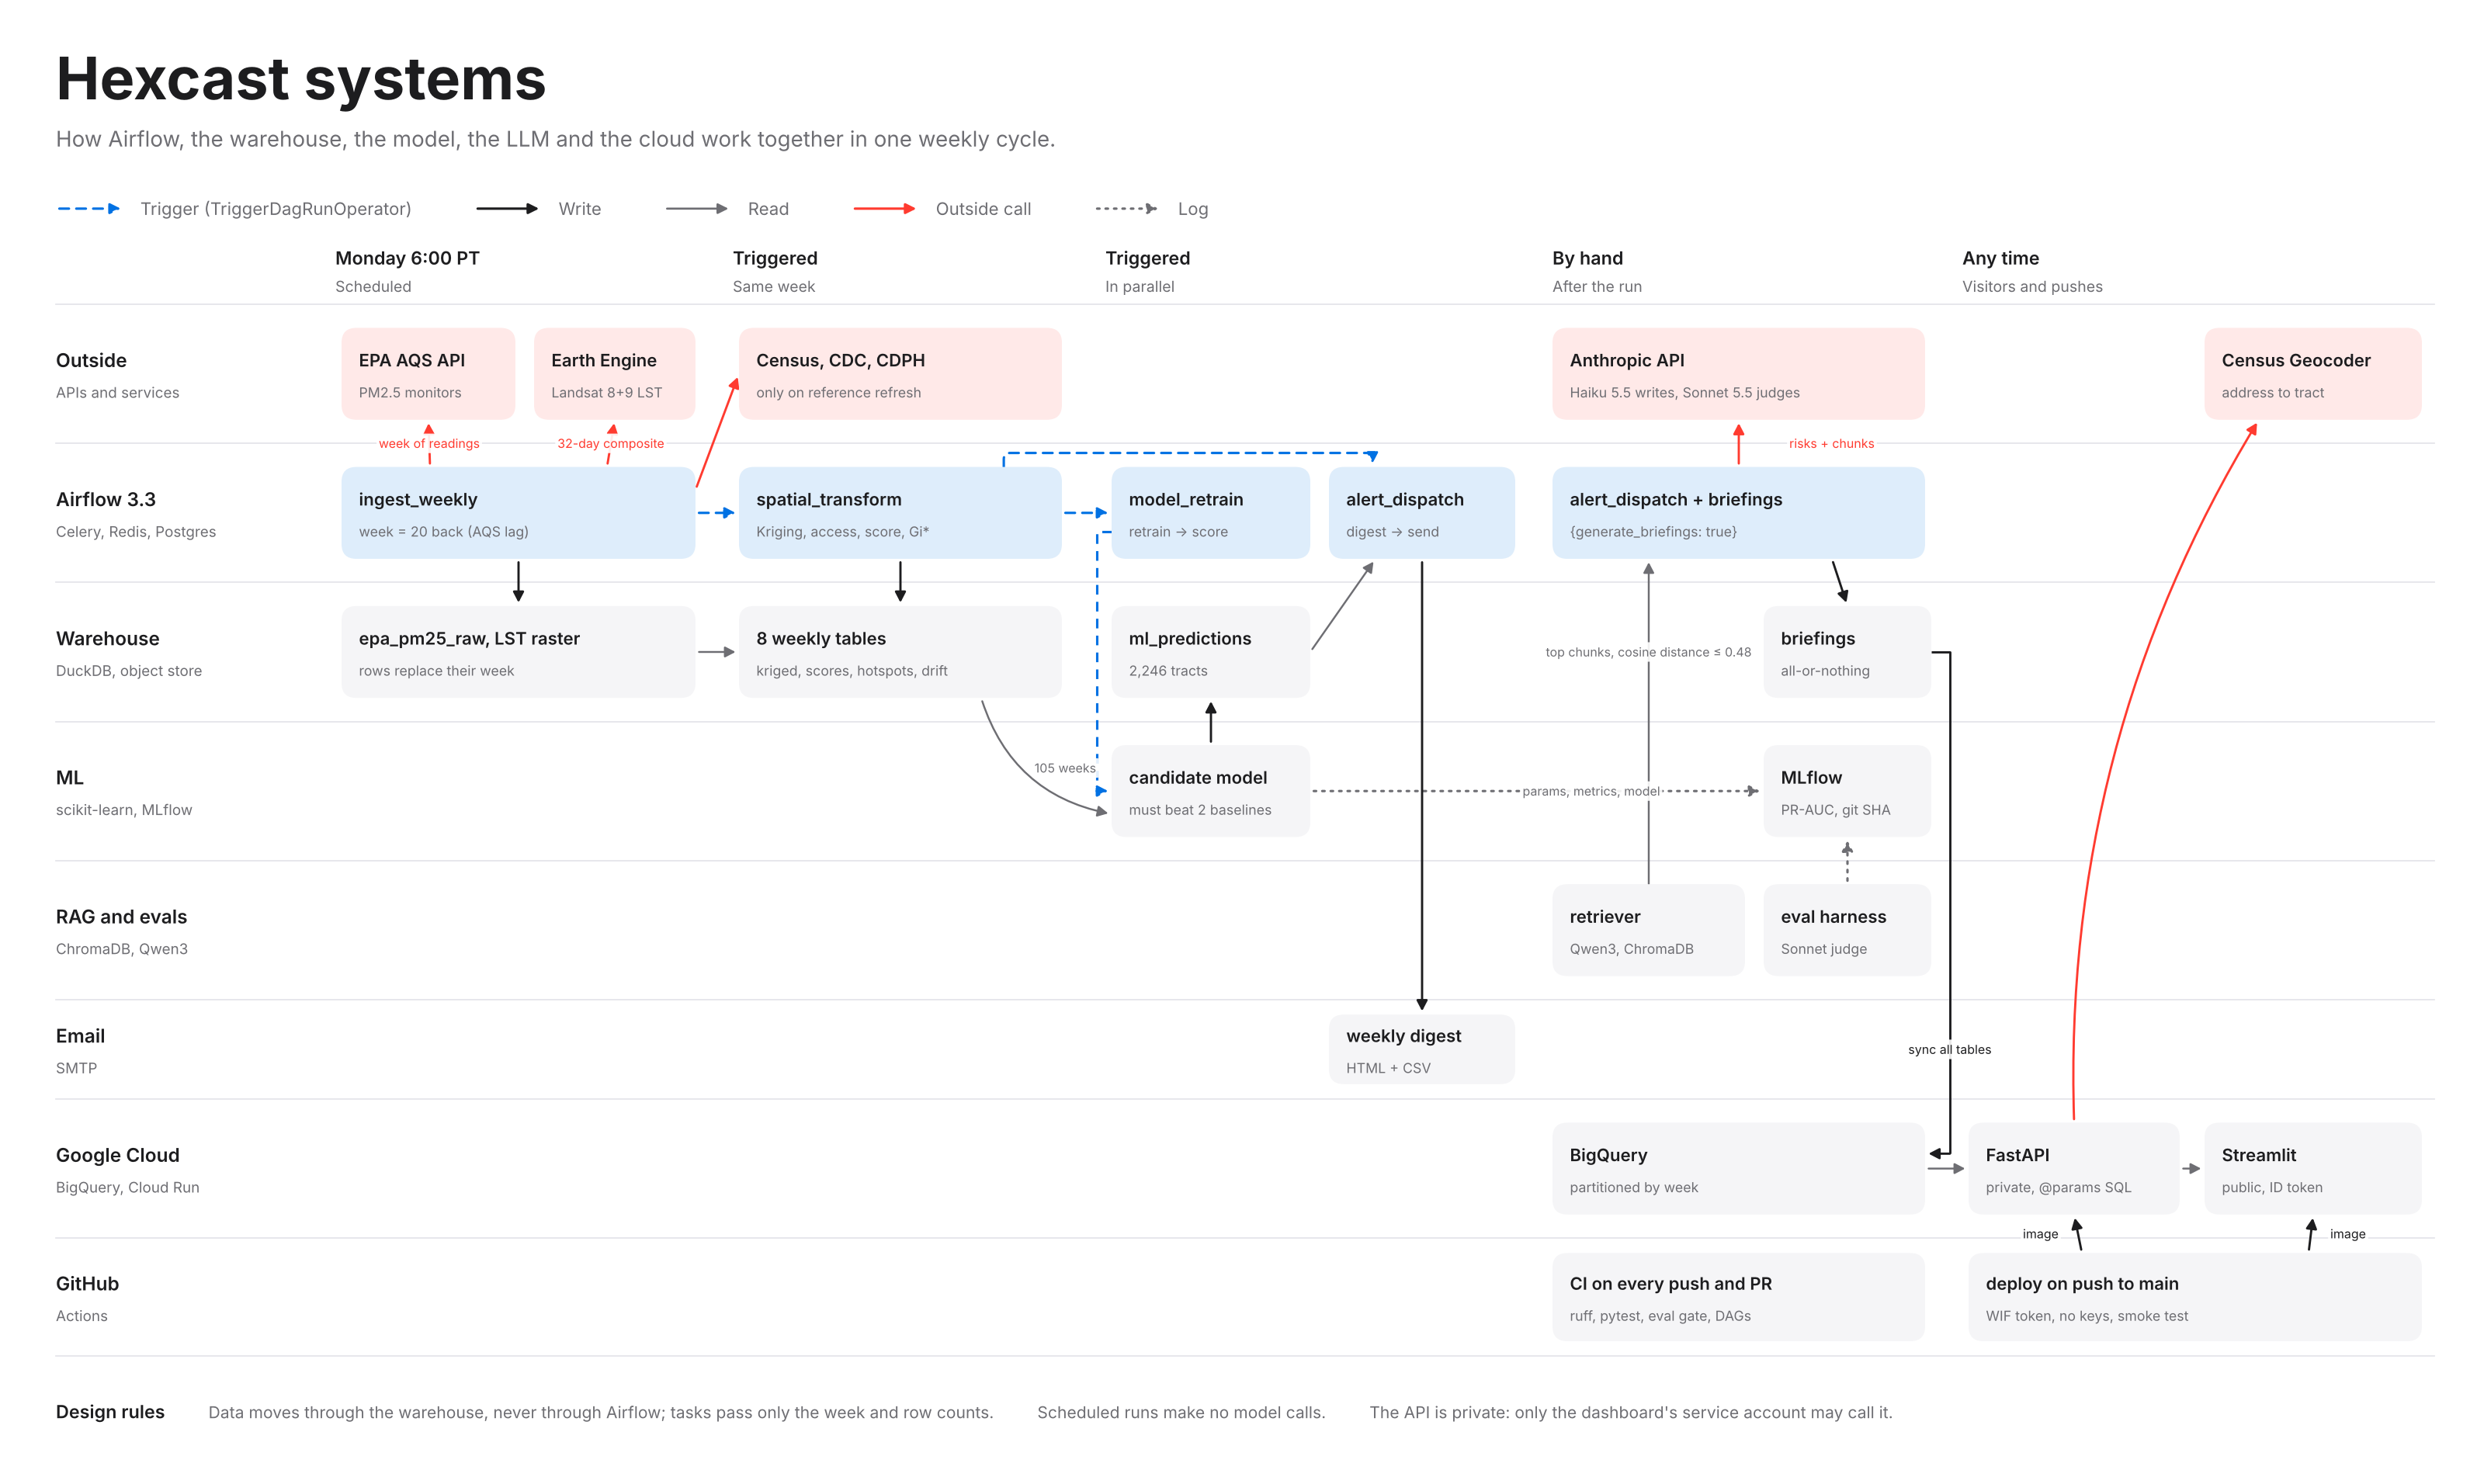 Hexcast systems
How Airflow, the warehouse, the model, the LLM and the cloud work together in one weekly cycle.
Trigger (TriggerDagRunOperator)
Write
Read
Outside call
Log
Monday 6:00 PT
Scheduled
Triggered
Same week
Triggered
In parallel
By hand
After the run
Any time
Visitors and pushes
Outside
APIs and services
EPA AQS API
PM2.5 monitors
Earth Engine
Landsat 8+9 LST
Census, CDC, CDPH
only on reference refresh
Anthropic API
Haiku 5.5 writes, Sonnet 5.5 judges
Census Geocoder
address to tract
week of readings
32-day composite
risks + chunks
Airflow 3.3
Celery, Redis, Postgres
ingest_weekly
week = 20 back (AQS lag)
spatial_transform
Kriging, access, score, Gi*
model_retrain
retrain → score
alert_dispatch
digest → send
alert_dispatch + briefings
{generate_briefings: true}
Warehouse
DuckDB, object store
epa_pm25_raw, LST raster
rows replace their week
8 weekly tables
kriged, scores, hotspots, drift
ml_predictions
2,246 tracts
top chunks, cosine distance ≤ 0.48
briefings
all-or-nothing
ML
scikit-learn, MLflow
105 weeks
candidate model
must beat 2 baselines
params, metrics, model
MLflow
PR-AUC, git SHA
RAG and evals
ChromaDB, Qwen3
retriever
Qwen3, ChromaDB
eval harness
Sonnet judge
Email
SMTP
weekly digest
HTML + CSV
sync all tables
Google Cloud
BigQuery, Cloud Run
BigQuery
partitioned by week
FastAPI
private, @params SQL
Streamlit
public, ID token
image
image
GitHub
Actions
CI on every push and PR
ruff, pytest, eval gate, DAGs
deploy on push to main
WIF token, no keys, smoke test
Design rules
Data moves through the warehouse, never through Airflow; tasks pass only the week and row counts.
Scheduled runs make no model calls.
The API is private: only the dashboard's service account may call it.